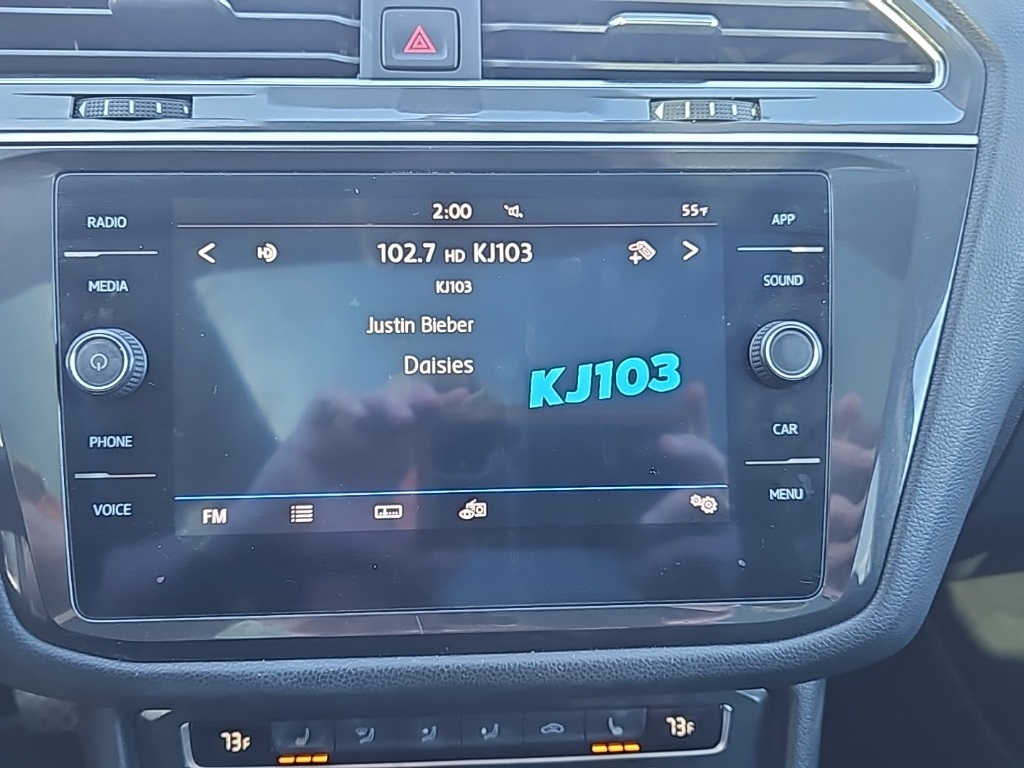 2:00 55°F
102.7 HD KJ103
KJ103
Justin Bieber
Daisies
KJ103
FM
RADIO
MEDIA
PHONE
VOICE
APP
SOUND
CAR
MENU
73°F
73°F